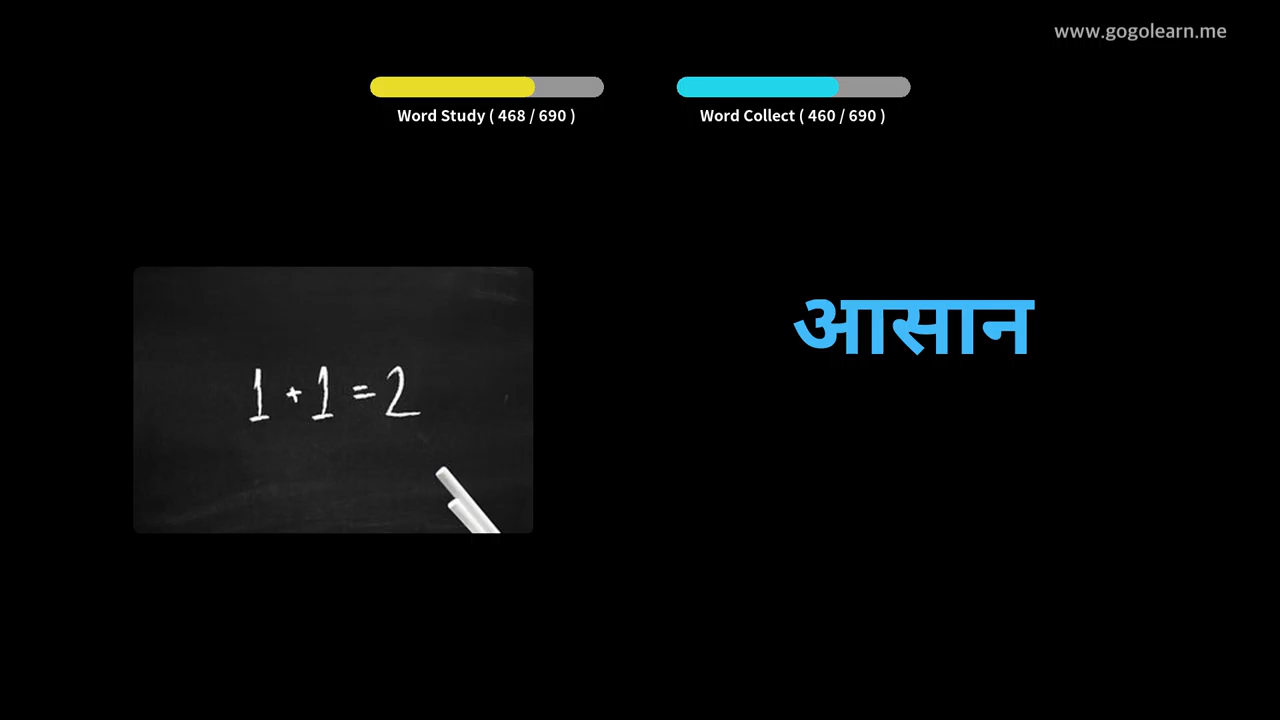 www.gogolearn.me
Word Study ( 468 / 690 )
Word Collect ( 460 / 690 )
आसान
1 + 1 = 2